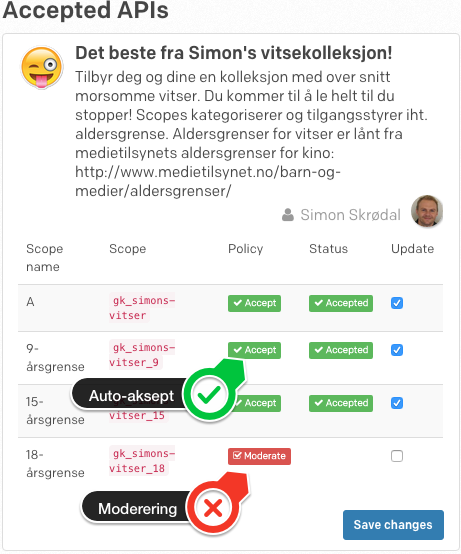 Accepted APIs
Det beste fra Simon's vitsekolleksjon!
Tilbyr deg og dine en kolleksjon med over snitt
morsomme vitser. Du kommer til å le helt til du
stopper! Scopes kategoriserer og tilgangsstyrer iht.
aldersgrense. Aldersgrenser for vitser er lånt fra
medietilsynets aldersgrenser for kino:
http://www.medietilsynet.no/barn-og-
medier/aldersgrenser/
Simon Skrødal
Scope name Scope Policy Status Update
A gk_simons-vitser Accept Accepted
9-årsgrense gk_simons-vitser_9 Accept Accepted
Auto-aksept
15-årsgrense vitser_15 Accept Accepted
18-årsgrense gk_simons-vitser_18 Moderate
Moderering
Save changes